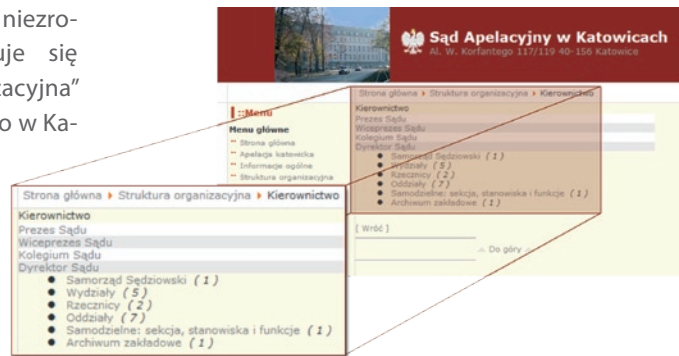 niezro-
uje się
zacyjna”
o w Ka-
Sąd Apelacyjny w Katowicach
Al. W. Korfantego 117/119 40-156 Katowice
Strona główna Struktura organizacyjna Kierownictwo
::Menu
Menu główne
Strona główna
Apelacja katowicka
Informacje ogólne
Struktura organizacyjna
Kierownictwo
Prezes Sądu
Wiceprezes Sądu
Kolegium Sądu
Dyrektor Sądu
Samorząd Sędziowski (1)
Wydziały (5)
Rzecznicy (2)
Oddziały (7)
Samodzielne: sekcja, stanowiska i funkcje (1)
Archiwum zakładowe (1)
[ Wróć ]
Do góry
Strona główna Struktura organizacyjna Kierownictwo
Kierownictwo
Prezes Sądu
Wiceprezes Sądu
Kolegium Sądu
Dyrektor Sądu
Samorząd Sędziowski (1)
Wydziały (5)
Rzecznicy (2)
Oddziały (7)
Samodzielne: sekcja, stanowiska i funkcje (1)
Archiwum zakładowe (1)